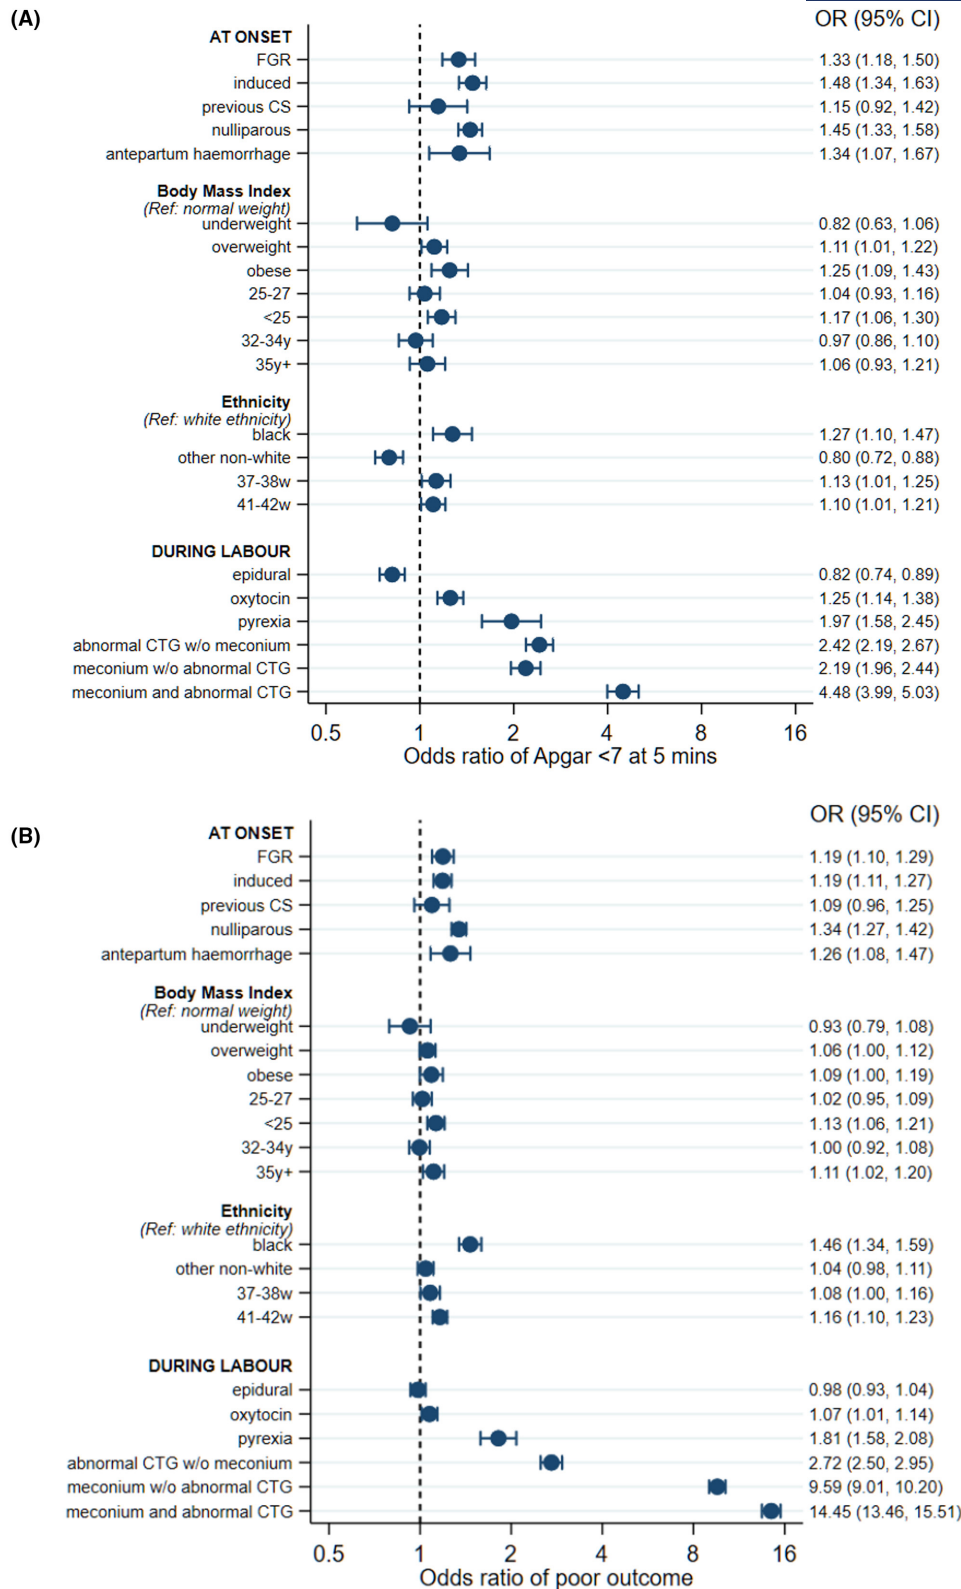 (A)
OR (95% CI)
AT ONSET
FGR 1.33 (1.18, 1.50)
induced 1.48 (1.34, 1.63)
previous CS 1.15 (0.92, 1.42)
nulliparous 1.45 (1.33, 1.58)
antepartum haemorrhage 1.34 (1.07, 1.67)
Body Mass Index
(Ref: normal weight)
underweight 0.82 (0.63, 1.06)
overweight 1.11 (1.01, 1.22)
obese 1.25 (1.09, 1.43)
25-27 1.04 (0.93, 1.16)
<25 1.17 (1.06, 1.30)
32-34y 0.97 (0.86, 1.10)
35y+ 1.06 (0.93, 1.21)
Ethnicity
(Ref: white ethnicity)
black 1.27 (1.10, 1.47)
other non-white 0.80 (0.72, 0.88)
37-38w 1.13 (1.01, 1.25)
41-42w 1.10 (1.01, 1.21)
DURING LABOUR
epidural 0.82 (0.74, 0.89)
oxytocin 1.25 (1.14, 1.38)
pyrexia 1.97 (1.58, 2.45)
abnormal CTG w/o meconium 2.42 (2.19, 2.67)
meconium w/o abnormal CTG 2.19 (1.96, 2.44)
meconium and abnormal CTG 4.48 (3.99, 5.03)
0.5 1 2 4 8 16
Odds ratio of Apgar <7 at 5 mins
(B)
OR (95% CI)
AT ONSET
FGR 1.19 (1.10, 1.29)
induced 1.19 (1.11, 1.27)
previous CS 1.09 (0.96, 1.25)
nulliparous 1.34 (1.27, 1.42)
antepartum haemorrhage 1.26 (1.08, 1.47)
Body Mass Index
(Ref: normal weight)
underweight 0.93 (0.79, 1.08)
overweight 1.06 (1.00, 1.12)
obese 1.09 (1.00, 1.19)
25-27 1.02 (0.95, 1.09)
<25 1.13 (1.06, 1.21)
32-34y 1.00 (0.92, 1.08)
35y+ 1.11 (1.02, 1.20)
Ethnicity
(Ref: white ethnicity)
black 1.46 (1.34, 1.59)
other non-white 1.04 (0.98, 1.11)
37-38w 1.08 (1.00, 1.16)
41-42w 1.16 (1.10, 1.23)
DURING LABOUR
epidural 0.98 (0.93, 1.04)
oxytocin 1.07 (1.01, 1.14)
pyrexia 1.81 (1.58, 2.08)
abnormal CTG w/o meconium 2.72 (2.50, 2.95)
meconium w/o abnormal CTG 9.59 (9.01, 10.20)
meconium and abnormal CTG 14.45 (13.46, 15.51)
0.5 1 2 4 8 16
Odds ratio of poor outcome